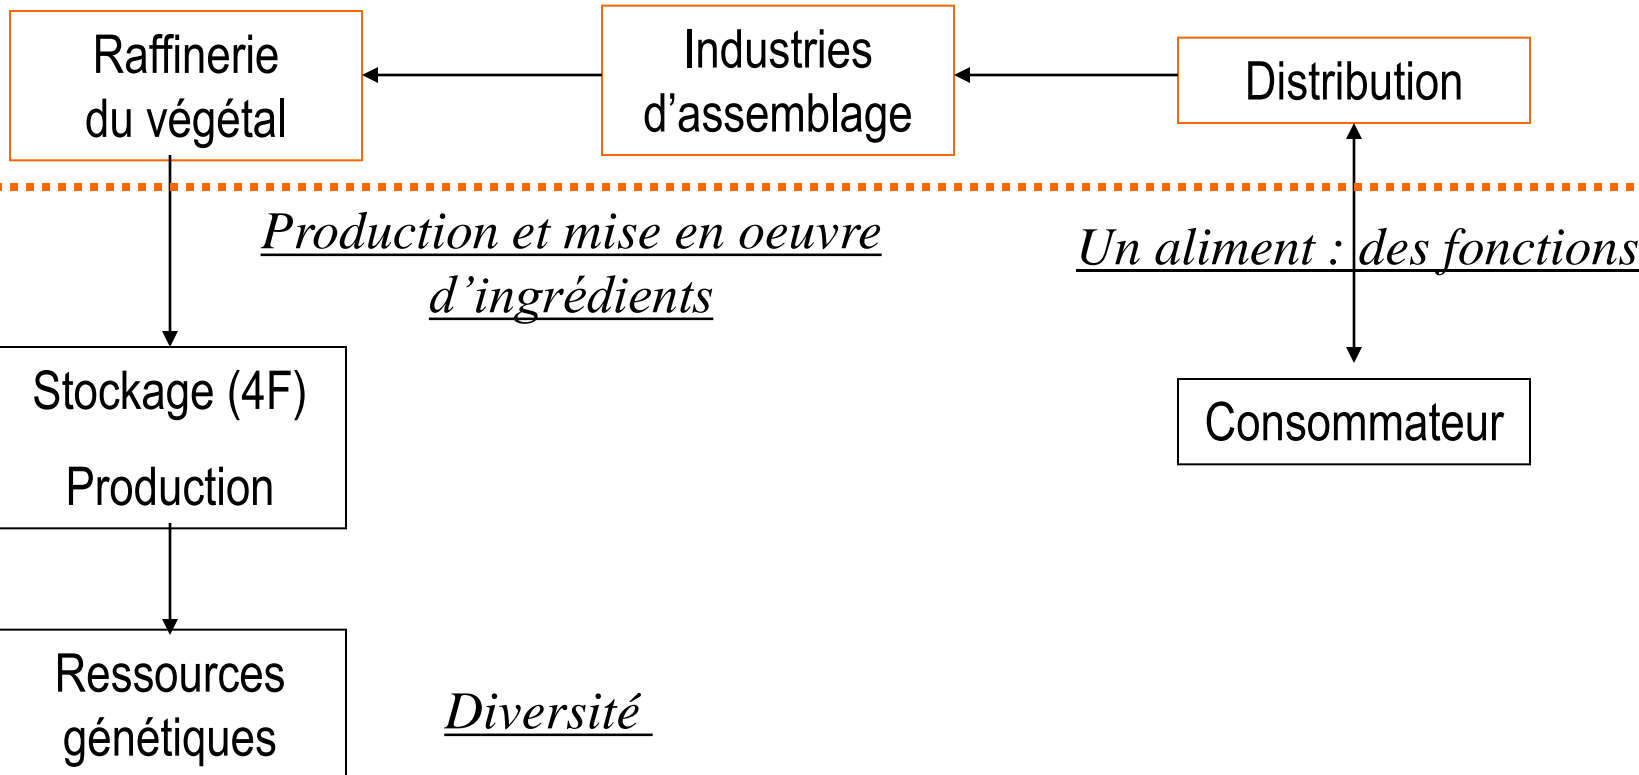 Raffinerie
du végétal
Industries
d’assemblage
Distribution
Production et mise en oeuvre
d’ingrédients
Un aliment : des fonctions
Stockage (4F)
Production
Consommateur
Ressources
génétiques
Diversité